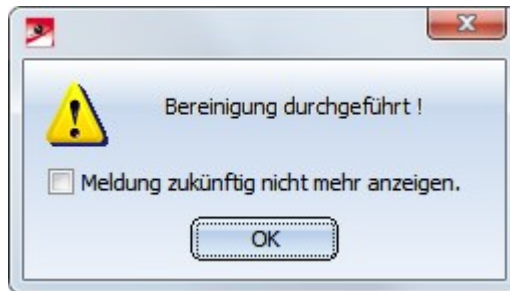 Bereinigung durchgeführt !
Meldung zukünftig nicht mehr anzeigen.
OK